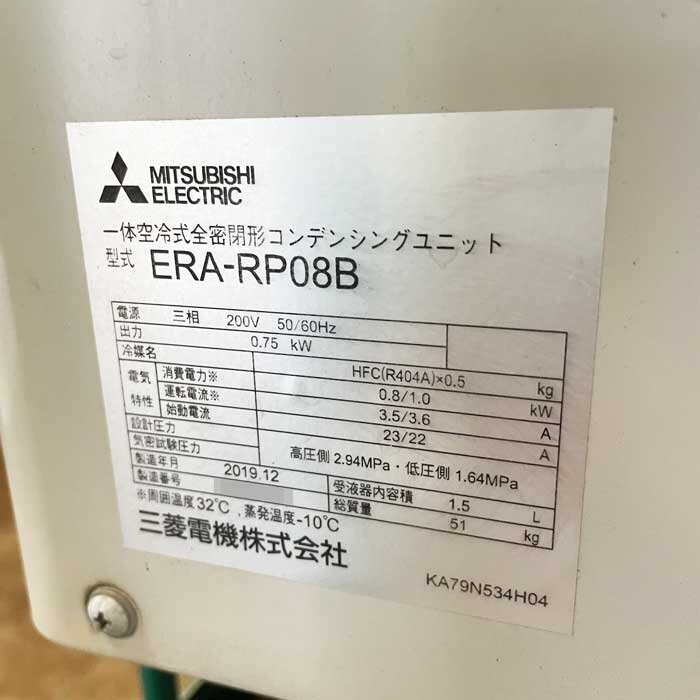 MITSUBISHI
ELECTRIC
一体空冷式全密閉形コンデンシングユニット
型式 ERA-RP08B
電源 三相 200V 50/60Hz
出力 0.75 kW
冷媒名 HFC(R404A)×0.5 kg
電気特性 消費電力※ 0.8/1.0 kW
運転電流※ 3.5/3.6 A
始動電流 23/22 A
設計圧力
気密試験圧力 高圧側 2.94MPa・低圧側 1.64MPa
製造年月 2019.12 受液器内容積 1.5 L
製造番号 総質量 51 kg
※周囲温度32℃,蒸発温度-10℃
三菱電機株式会社
KA79N534H04